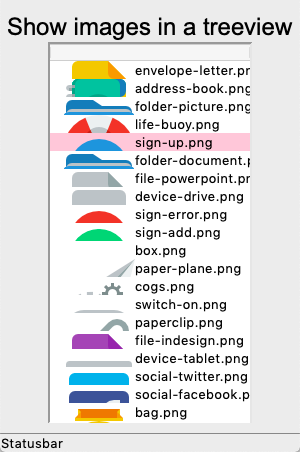 Show images in a treeview
envelope-letter.pr
address-book.png
folder-picture.png
life-buoy.png
sign-up.png
folder-document.p
file-powerpoint.pr
device-drive.png
sign-error.png
sign-add.png
box.png
paper-plane.png
cogs.png
switch-on.png
paperclip.png
file-indesign.png
device-tablet.png
social-twitter.png
social-facebook.p
bag.png
Statusbar